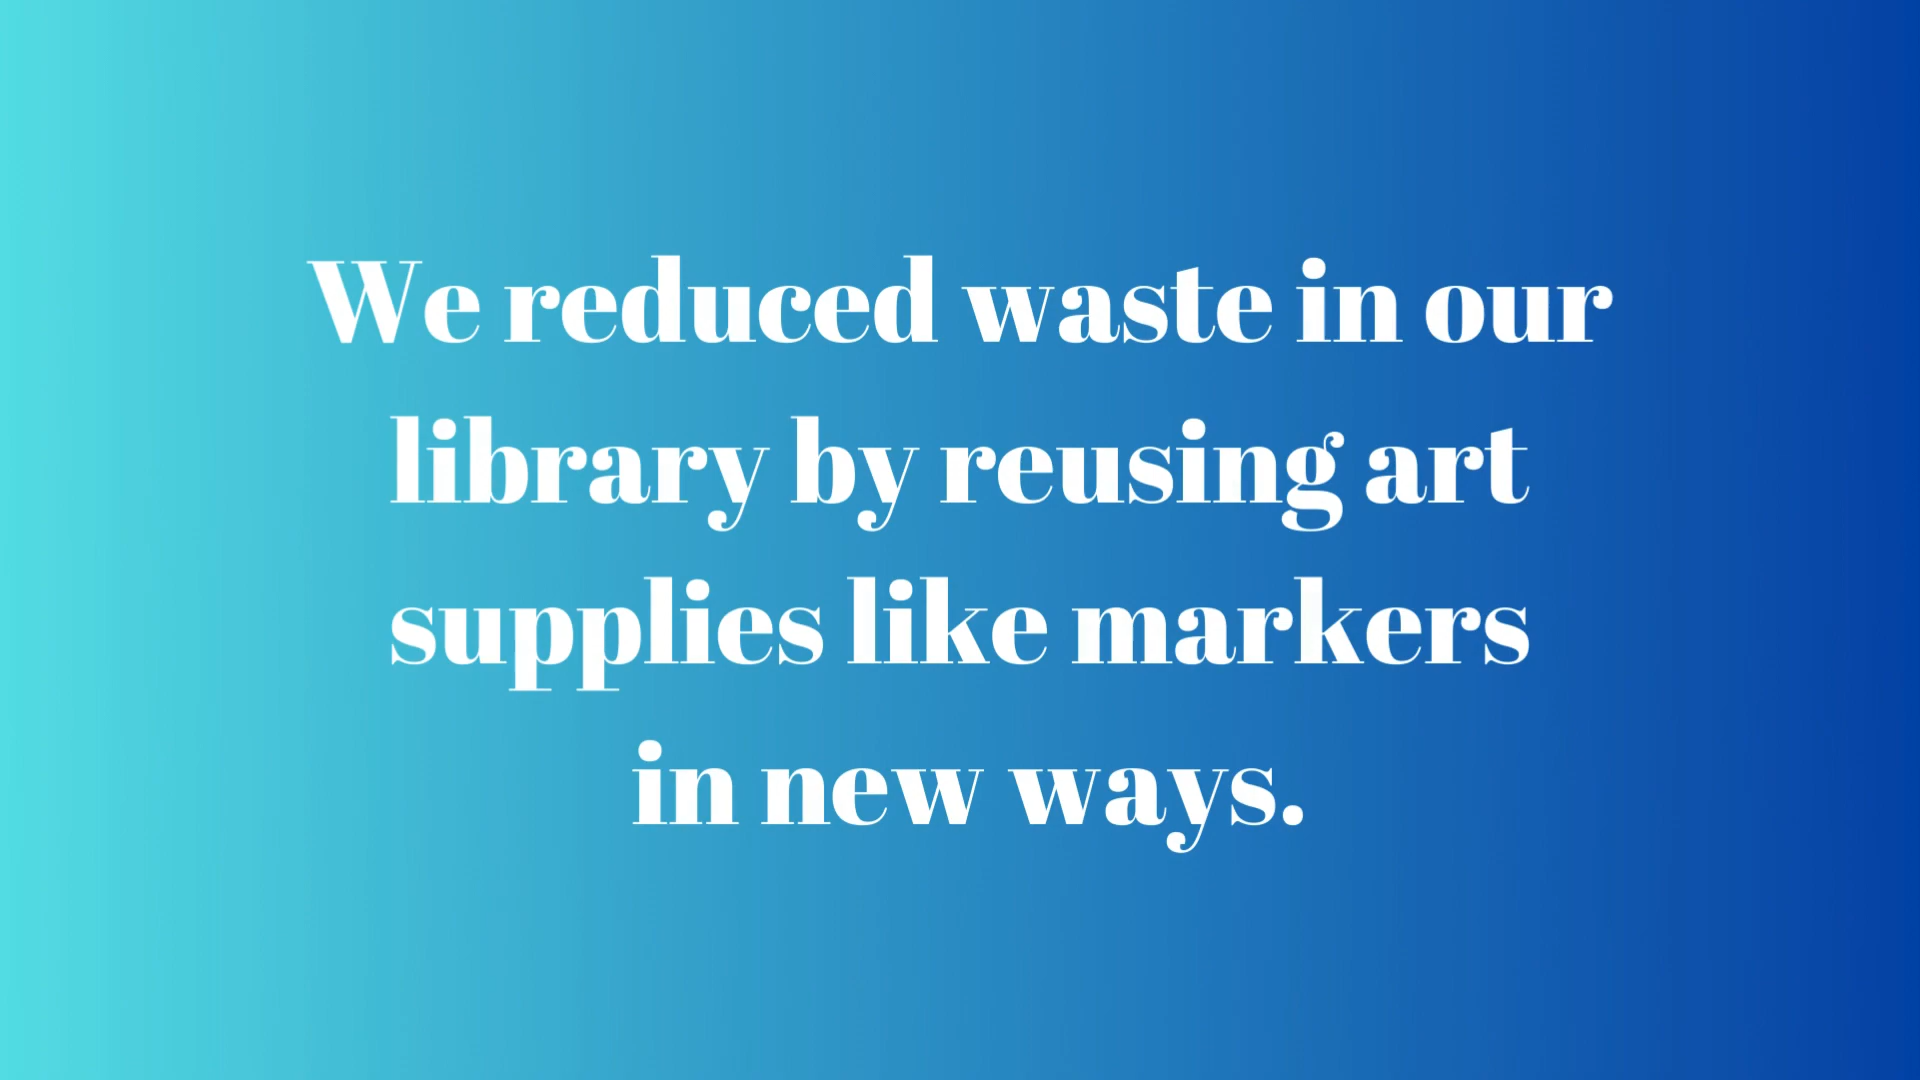 We reduced waste in our
library by reusing art
supplies like markers
in new ways.